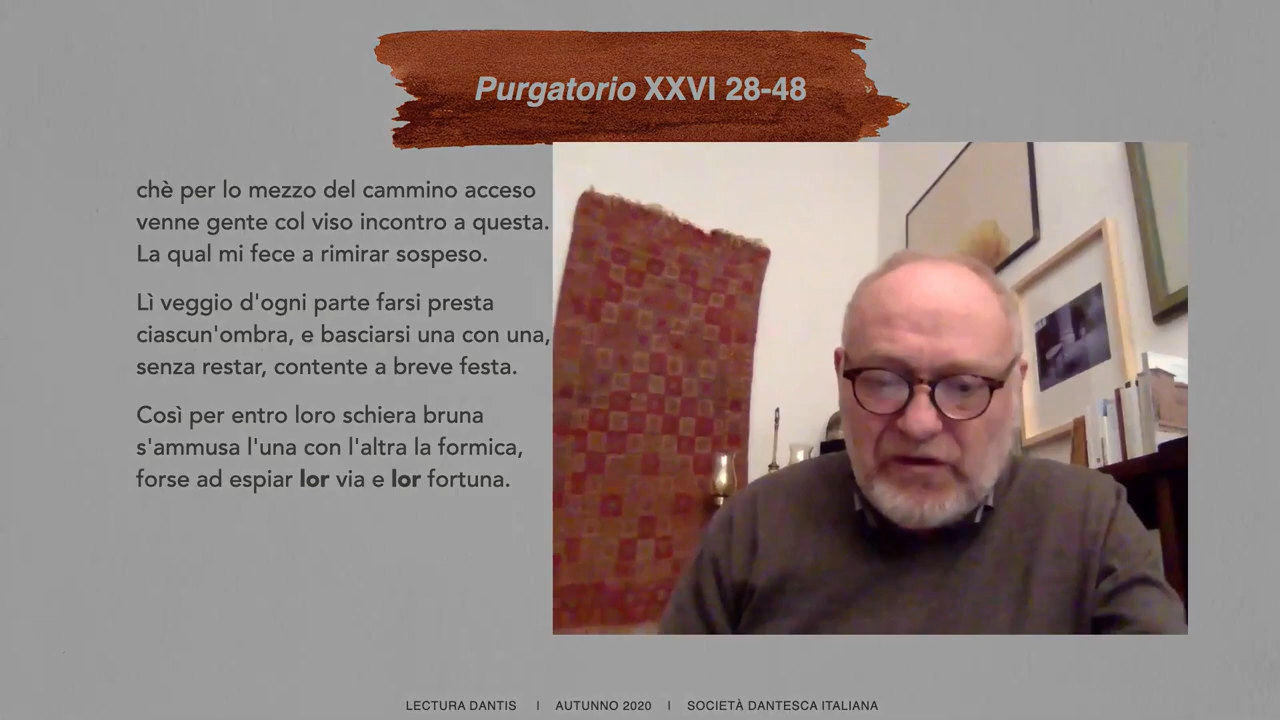 Purgatorio XXVI 28-48
chè per lo mezzo del cammino acceso
venne gente col viso incontro a questa.
La qual mi fece a rimirar sospeso.
Lì veggio d'ogni parte farsi presta
ciascun'ombra, e basciarsi una con una,
senza restar, contente a breve festa.
Così per entro loro schiera bruna
s'ammusa l'una con l'altra la formica,
forse ad espiar lor via e lor fortuna.
LECTURA DANTIS | AUTUNNO 2020 | SOCIETÀ DANTESCA ITALIANA